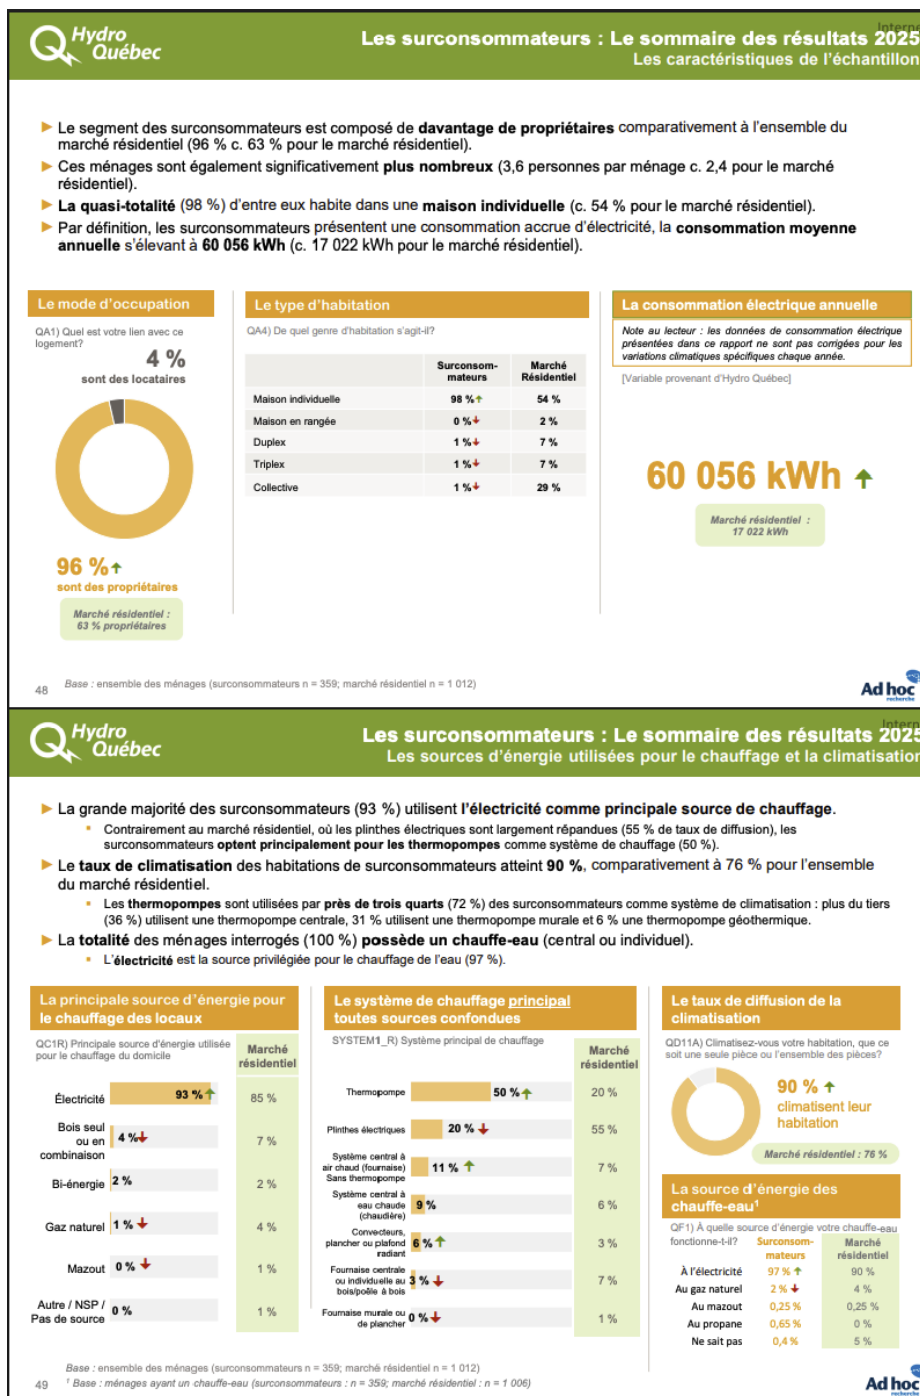 Hydro
Québec
Interne
Les surconsommateurs : Le sommaire des résultats 2025
Les caractéristiques de l'échantillon
Le segment des surconsommateurs est composé de davantage de propriétaires comparativement à l'ensemble du
marché résidentiel (96 % c. 63 % pour le marché résidentiel).
Ces ménages sont également significativement plus nombreux (3,6 personnes par ménage c. 2,4 pour le marché
résidentiel).
La quasi-totalité (98 %) d'entre eux habite dans une maison individuelle (c. 54 % pour le marché résidentiel).
Par définition, les surconsommateurs présentent une consommation accrue d'électricité, la consommation moyenne
annuelle s'élevant à 60 056 kWh (c. 17 022 kWh pour le marché résidentiel).
Le mode d'occupation
QA1) Quel est votre lien avec ce
logement?
4 %
sont des locataires
96 %
sont des propriétaires
Marché résidentiel :
63 % propriétaires
Le type d'habitation
QA4) De quel genre d'habitation s'agit-il?
Surconsom-
mateurs
Marché
Résidentiel
Maison individuelle 98 % 54 %
Maison en rangée 0 % 2 %
Duplex 1 % 7 %
Triplex 1 % 7 %
Collective 1 % 29 %
La consommation électrique annuelle
Note au lecteur : les données de consommation électrique
présentées dans ce rapport ne sont pas corrigées pour les
variations climatiques spécifiques chaque année.
[Variable provenant d'Hydro Québec]
60 056 kWh
Marché résidentiel :
17 022 kWh
48
Base : ensemble des ménages (surconsommateurs n = 359; marché résidentiel n = 1 012)
Ad hoc
recherche
Hydro
Québec
Interne
Les surconsommateurs : Le sommaire des résultats 2025
Les sources d'énergie utilisées pour le chauffage et la climatisation
La grande majorité des surconsommateurs (93 %) utilisent l'électricité comme principale source de chauffage.
Contrairement au marché résidentiel, où les plinthes électriques sont largement répandues (55 % de taux de diffusion), les
surconsommateurs optent principalement pour les thermopompes comme système de chauffage (50 %).
Le taux de climatisation des habitations de surconsommateurs atteint 90 %, comparativement à 76 % pour l'ensemble
du marché résidentiel.
Les thermopompes sont utilisées par près de trois quarts (72 %) des surconsommateurs comme système de climatisation : plus du tiers
(36 %) utilisent une thermopompe centrale, 31 % utilisent une thermopompe murale et 6 % une thermopompe géothermique.
La totalité des ménages interrogés (100 %) possède un chauffe-eau (central ou individuel).
L'électricité est la source privilégiée pour le chauffage de l'eau (97 %).
La principale source d'énergie pour
le chauffage des locaux
QC1R) Principale source d'énergie utilisée
pour le chauffage du domicile
Marché
résidentiel
Électricité 93 % 85 %
Bois seul
ou en
combinaison
4 % 7 %
Bi-énergie 2 % 2 %
Gaz naturel 1 % 4 %
Mazout 0 % 1 %
Autre / NSP /
Pas de source
0 % 1 %
Le système de chauffage principal
toutes sources confondues
SYSTEM1_R) Système principal de chauffage
Marché
résidentiel
Thermopompe 50 % 20 %
Plinthes électriques 20 % 55 %
Système central à
air chaud (fournaise)
Sans thermopompe
11 % 7 %
Système central à
eau chaude
(chaudière)
9 % 6 %
Convecteurs,
plancher ou plafond
radiant
6 % 3 %
Fournaise centrale
ou individuelle au
bois/poêle à bois
3 % 7 %
Fournaise murale ou
de plancher
0 % 1 %
Le taux de diffusion de la
climatisation
QD11A) Climatisez-vous votre habitation, que ce
soit une seule pièce ou l'ensemble des pièces?
90 %
climatisent leur
habitation
Marché résidentiel : 76 %
La source d'énergie des
chauffe-eau¹
QF1) À quelle source d'énergie votre chauffe-eau
fonctionne-t-il?
Surconsom-
mateurs
Marché
résidentiel
À l'électricité 97 % 90 %
Au gaz naturel 2 % 4 %
Au mazout 0,25 % 0,25 %
Au propane 0,65 % 0 %
Ne sait pas 0,4 % 5 %
Base : ensemble des ménages (surconsommateurs n = 359; marché résidentiel n = 1 012)
49
¹ Base : ménages ayant un chauffe-eau (surconsommateurs : n = 359; marché résidentiel : n = 1 006)
Ad hoc
recherche